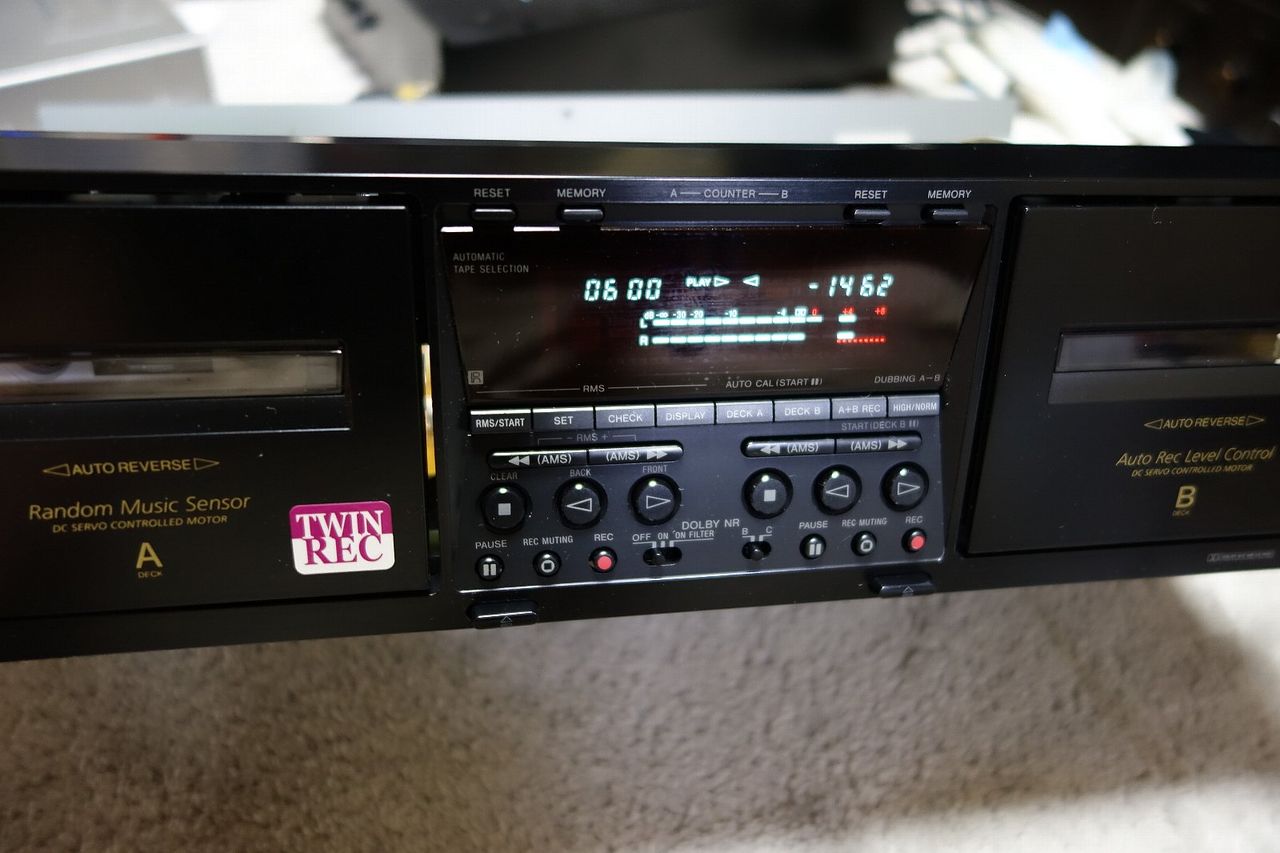 RESET MEMORY A — COUNTER — B RESET MEMORY
AUTOMATIC
TAPE SELECTION
06 00 PLAY -1462
dB -∞ -30 -20 -10 -4 0 +4 +8
L
R
RMS AUTO CAL (START) DUBBING A–B
RMS/START SET CHECK DISPLAY DECK A DECK B A+B REC HIGH/NORM
– RMS + START (DECK B)
(AMS) (AMS) (AMS) (AMS)
CLEAR BACK FRONT
DOLBY NR
PAUSE REC MUTING REC OFF ON ON FILTER B C PAUSE REC MUTING REC
AUTO REVERSE
Random Music Sensor
DC SERVO CONTROLLED MOTOR
A
DECK
TWIN
REC
AUTO REVERSE
Auto Rec Level Control
DC SERVO CONTROLLED MOTOR
B
DECK